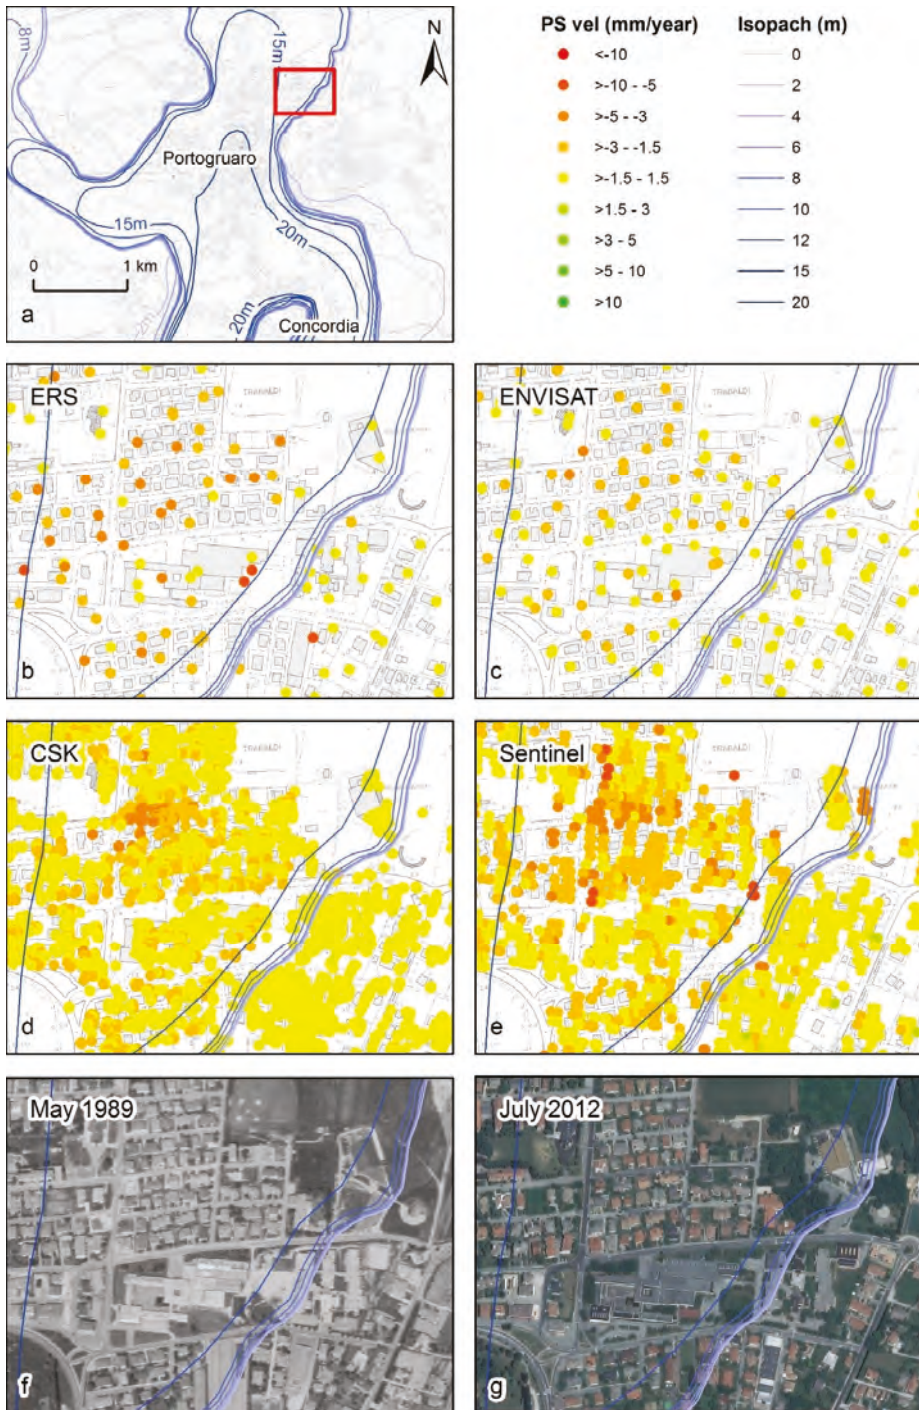 15m
N
8m
Portogruaro
15m
20m
0 1 km
2m
20m
Concordia
a
PS vel (mm/year)
<-10
>-10 - -5
>-5 - -3
>-3 - -1.5
>-1.5 - 1.5
>1.5 - 3
>3 - 5
>5 - 10
>10
Isopach (m)
0
2
4
6
8
10
12
15
20
ERS
b
ENVISAT
c
CSK
d
Sentinel
e
May 1989
f
July 2012
g